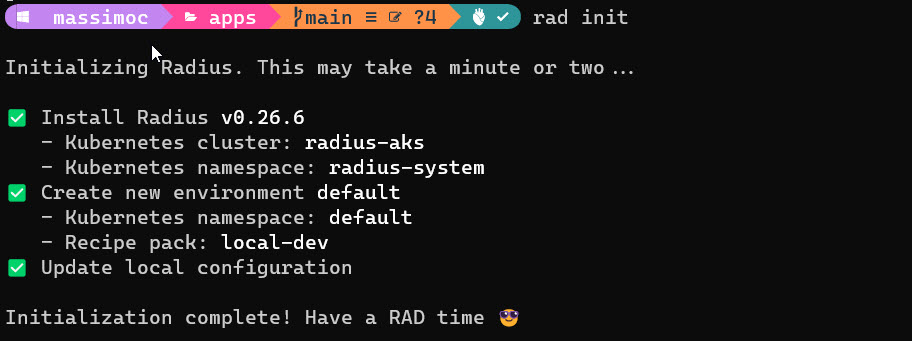 massimoc apps main ≡ ?4 rad init
Initializing Radius. This may take a minute or two...
✅ Install Radius v0.26.6
- Kubernetes cluster: radius-aks
- Kubernetes namespace: radius-system
✅ Create new environment default
- Kubernetes namespace: default
- Recipe pack: local-dev
✅ Update local configuration
Initialization complete! Have a RAD time 😎